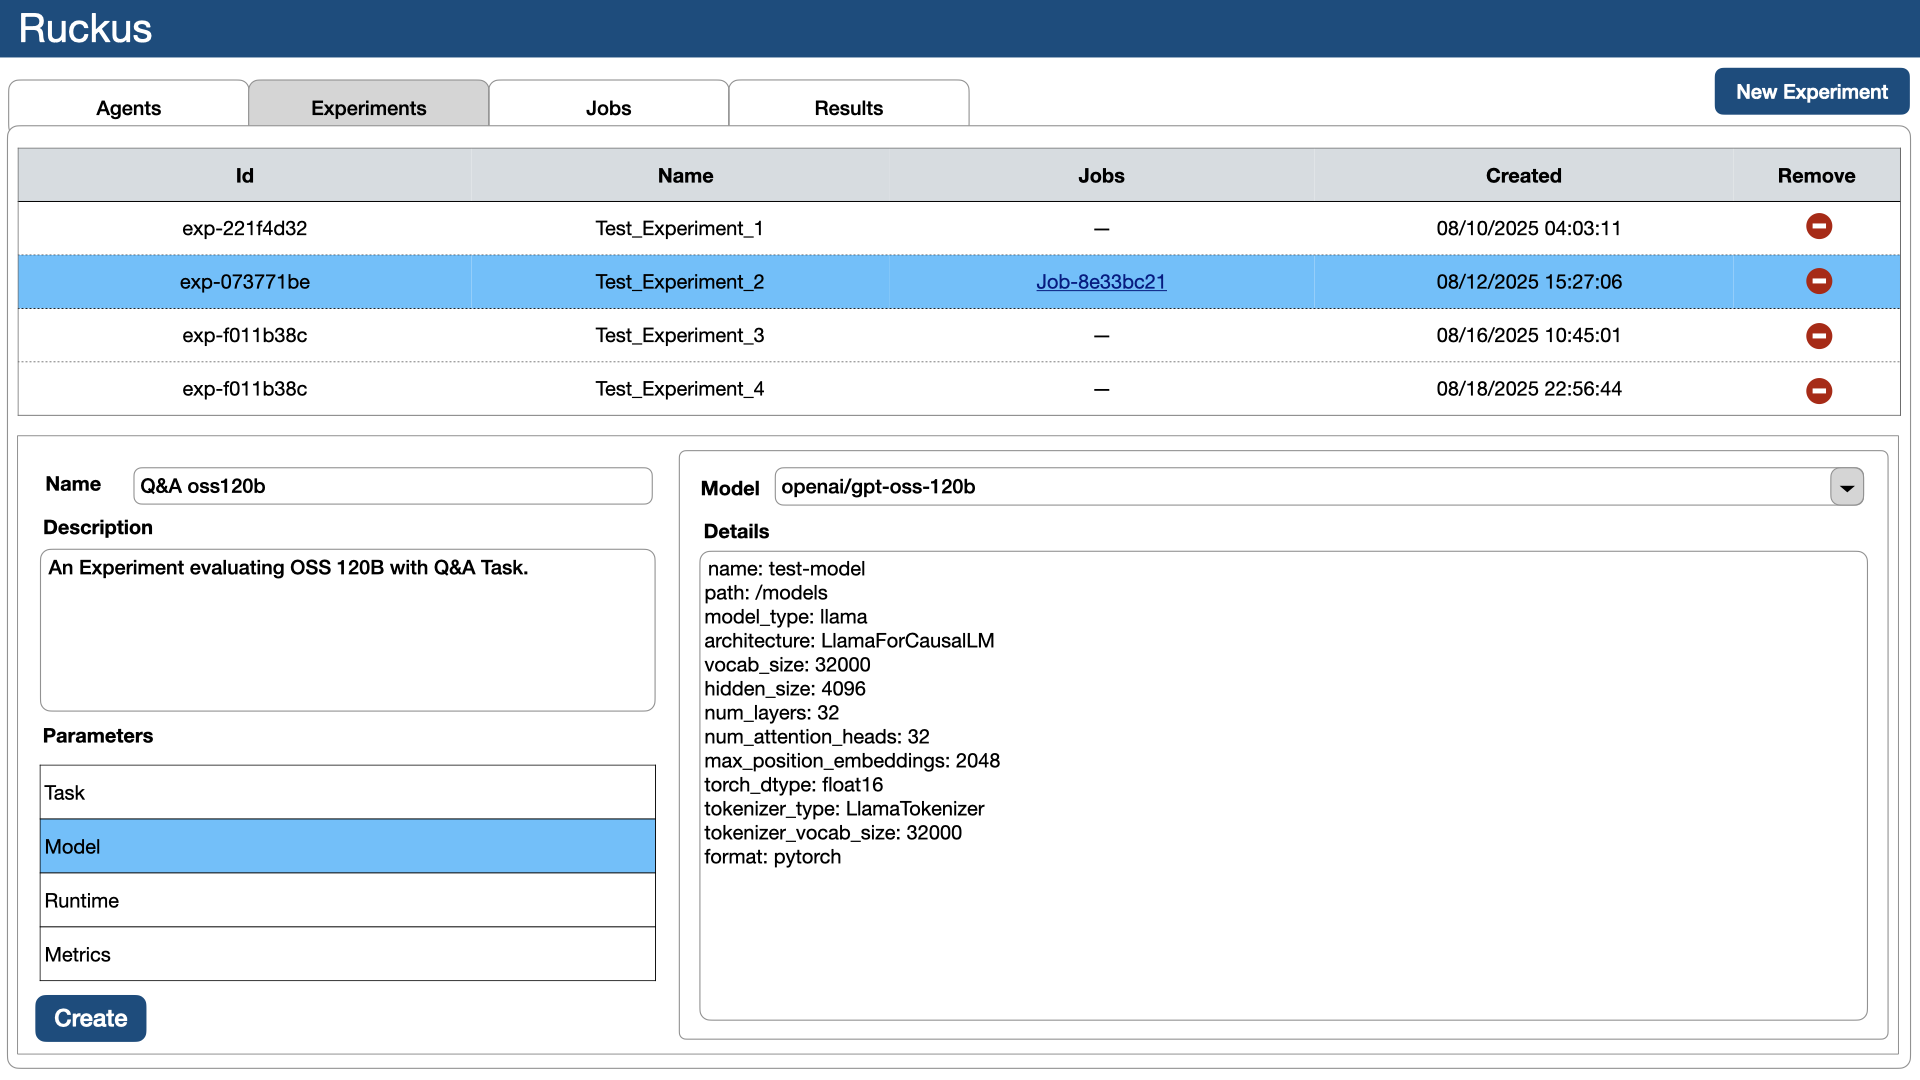 Ruckus
Agents Experiments Jobs Results New Experiment
Id Name Jobs Created Remove
exp-221f4d32 Test_Experiment_1 — 08/10/2025 04:03:11
exp-073771be Test_Experiment_2 Job-8e33bc21 08/12/2025 15:27:06
exp-f011b38c Test_Experiment_3 — 08/16/2025 10:45:01
exp-f011b38c Test_Experiment_4 — 08/18/2025 22:56:44
Name Q&A oss120b
Description
An Experiment evaluating OSS 120B with Q&A Task.
Parameters
Task
Model
Runtime
Metrics
Create
Model openai/gpt-oss-120b
Details
name: test-model
path: /models
model_type: llama
architecture: LlamaForCausalLM
vocab_size: 32000
hidden_size: 4096
num_layers: 32
num_attention_heads: 32
max_position_embeddings: 2048
torch_dtype: float16
tokenizer_type: LlamaTokenizer
tokenizer_vocab_size: 32000
format: pytorch